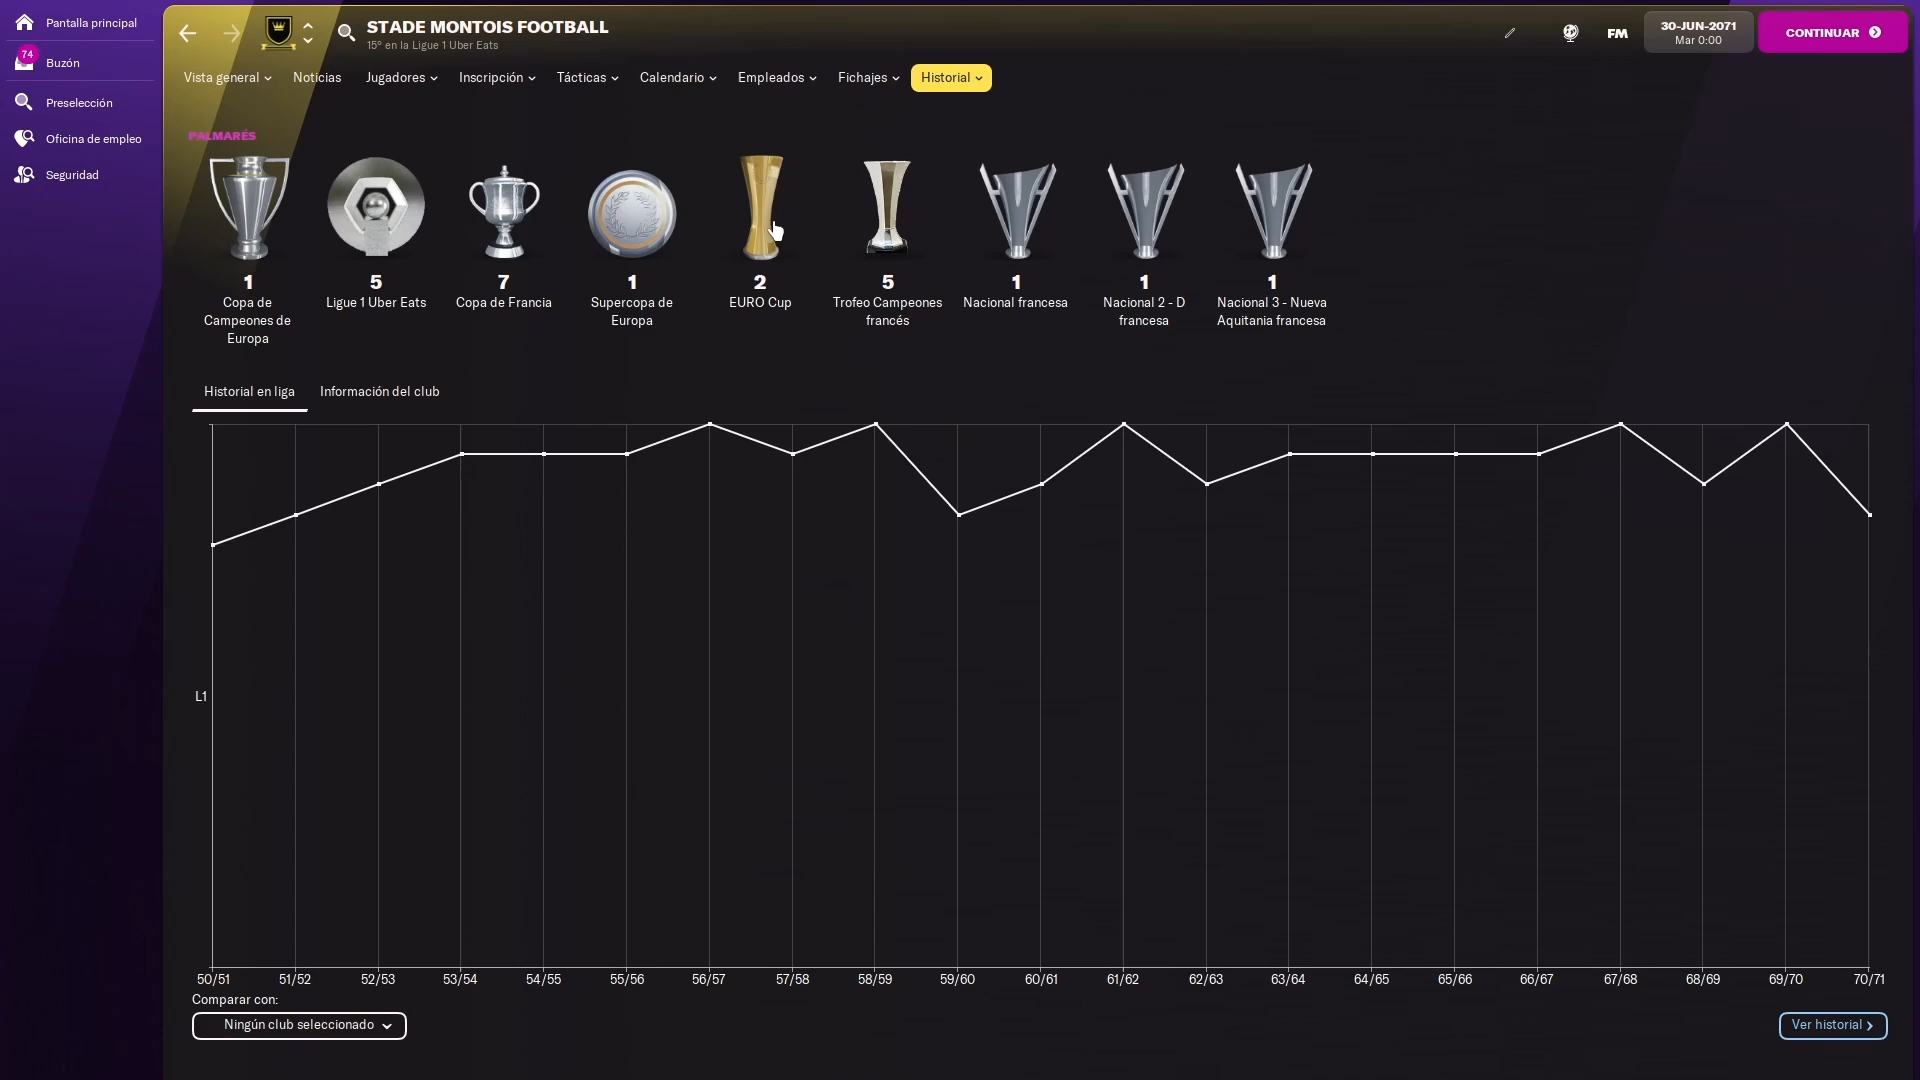 Pantalla principal
74
Buzón
Preselección
Oficina de empleo
Seguridad
STADE MONTOIS FOOTBALL
15º en la Ligue 1 Uber Eats
FM
30-JUN-2071
Mar 0:00
CONTINUAR
Vista general
Noticias
Jugadores
Inscripción
Tácticas
Calendario
Empleados
Fichajes
Historial
PALMARÉS
1
Copa de
Campeones de
Europa
5
Ligue 1 Uber Eats
7
Copa de Francia
1
Supercopa de
Europa
2
EURO Cup
5
Trofeo Campeones
francés
1
Nacional francesa
1
Nacional 2 - D
francesa
1
Nacional 3 - Nueva
Aquitania francesa
Historial en liga
Información del club
L1
50/51
51/52
52/53
53/54
54/55
55/56
56/57
57/58
58/59
59/60
60/61
61/62
62/63
63/64
64/65
65/66
66/67
67/68
68/69
69/70
70/71
Comparar con:
Ningún club seleccionado
Ver historial